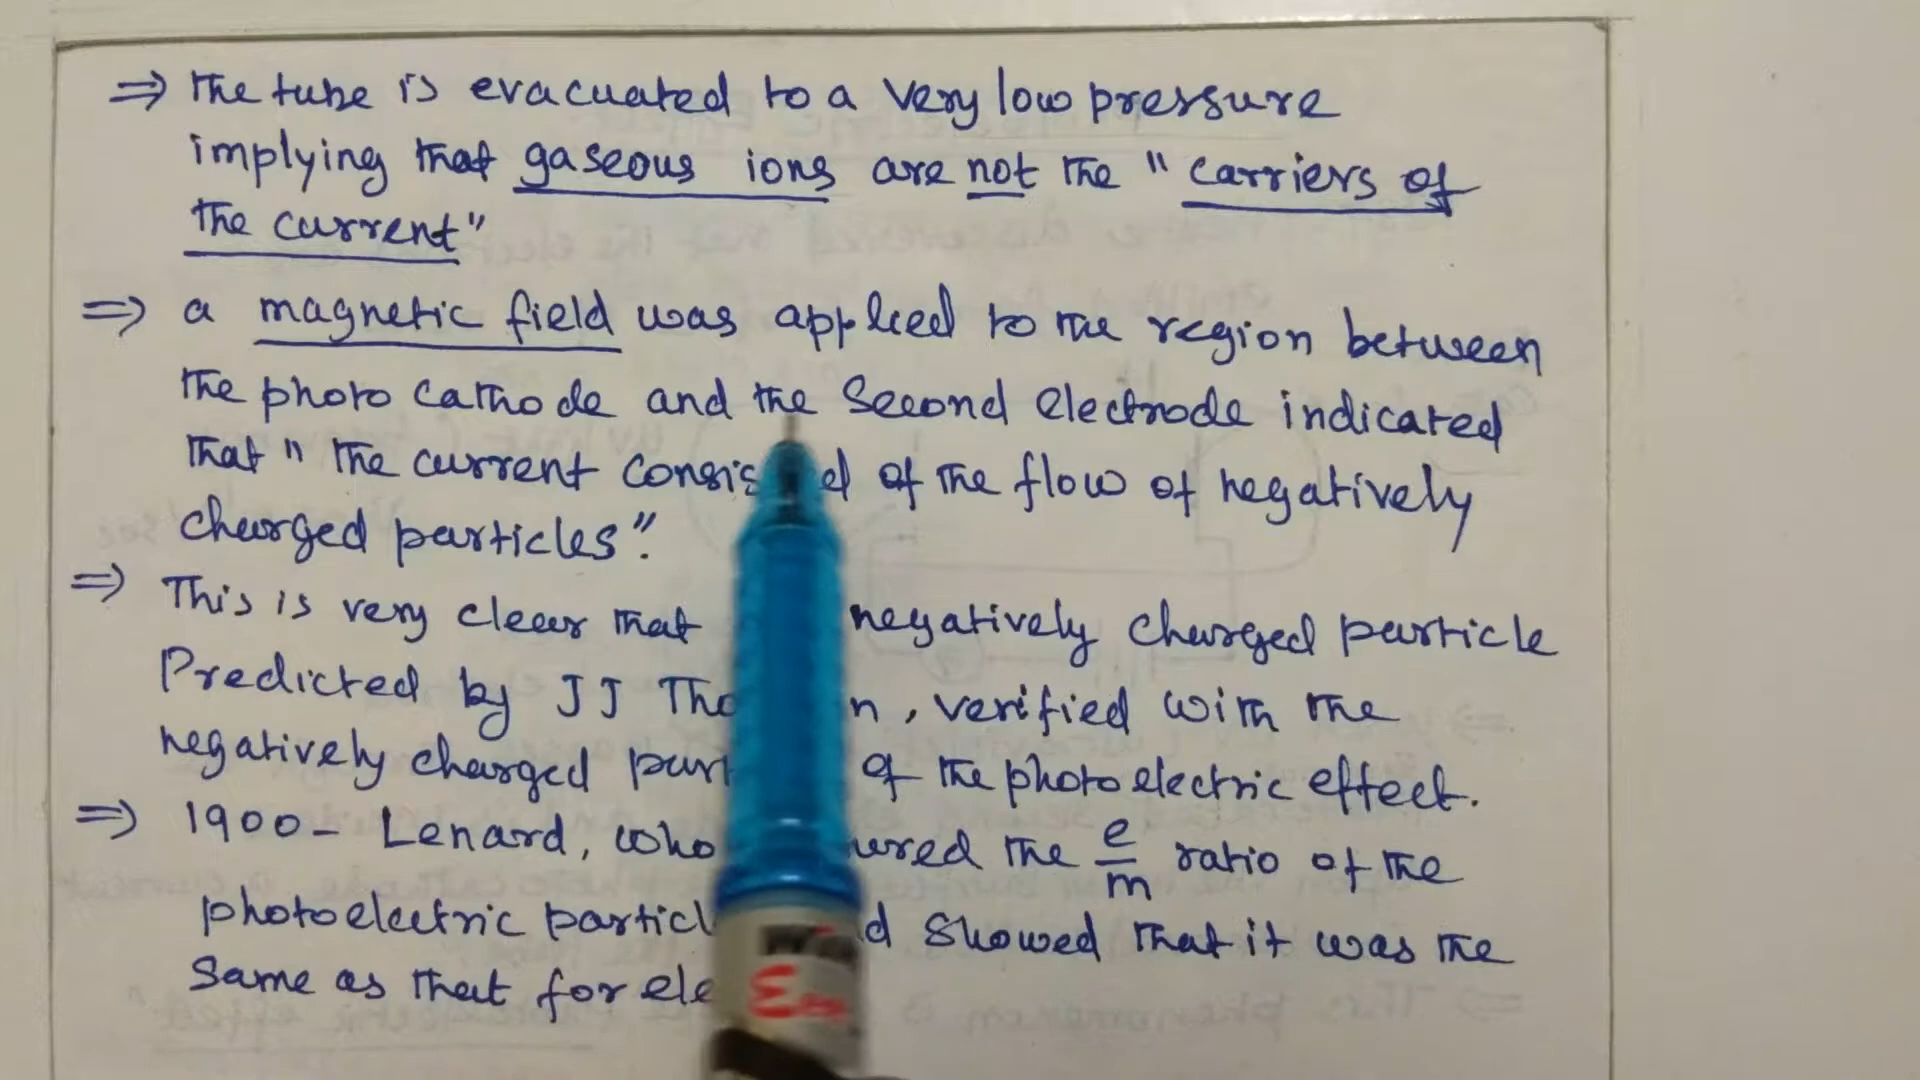 ⇒ The tube is evacuated to a very low pressure
implying that gaseous ions are not the "carriers of
the current"
⇒ a magnetic field was applied to the region between
the photo cathode and the second electrode indicated
that "the current consis d of the flow of negatively
charged particles".
⇒ This is very clear that negatively charged particle
Predicted by JJ Tho n, verified with the
negatively charged part of the photoelectric effect.
⇒ 1900- Lenard, who ured the e/m ratio of the
photoelectric particl d showed that it was the
same as that for ele